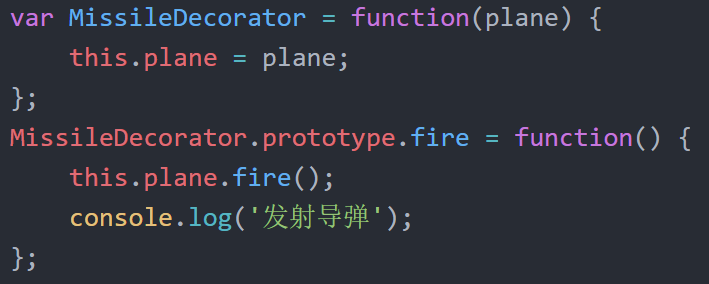 var MissileDecorator = function(plane) {
    this.plane = plane;
};
MissileDecorator.prototype.fire = function() {
    this.plane.fire();
    console.log('发射导弹');
};